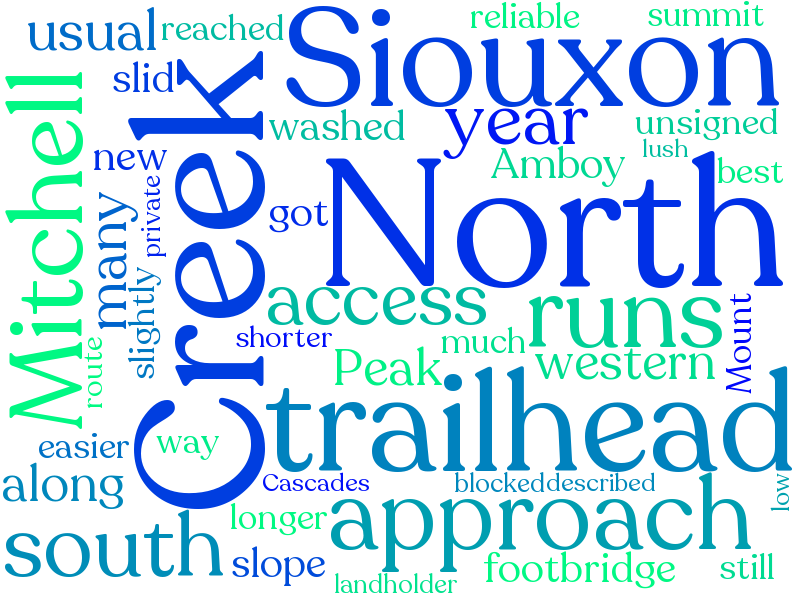 reliable
summit
usual
reached
Siouxon
slid
Creek
washed
year
unsigned
lush
Mitchell
new
Amboy
best
private
many
got
North
slightly
access
runs
Mount
shorter
much
route
Peak
western
trailhead
easier
way
along
Cascades
blocked
described
low
approach
longer
south
slope
footbridge
still
landholder